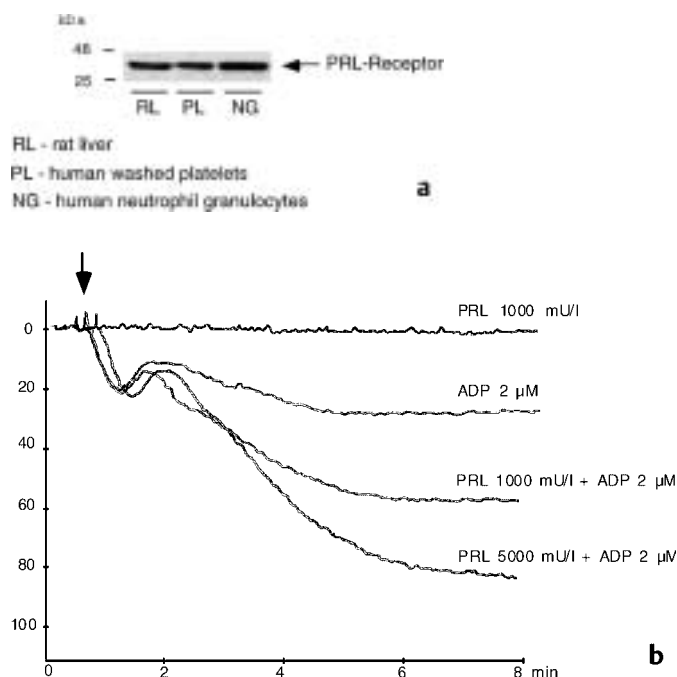 kDa
48
25
PRL-Receptor
RL PL NG
RL - rat liver
PL - human washed platelets
NG - human neutrophil granulocytes
a
PRL 1000 mU/l
ADP 2 µM
PRL 1000 mU/l + ADP 2 µM
PRL 5000 mU/l + ADP 2 µM
0
20
40
60
80
100
0 2 4 6 8 min
b